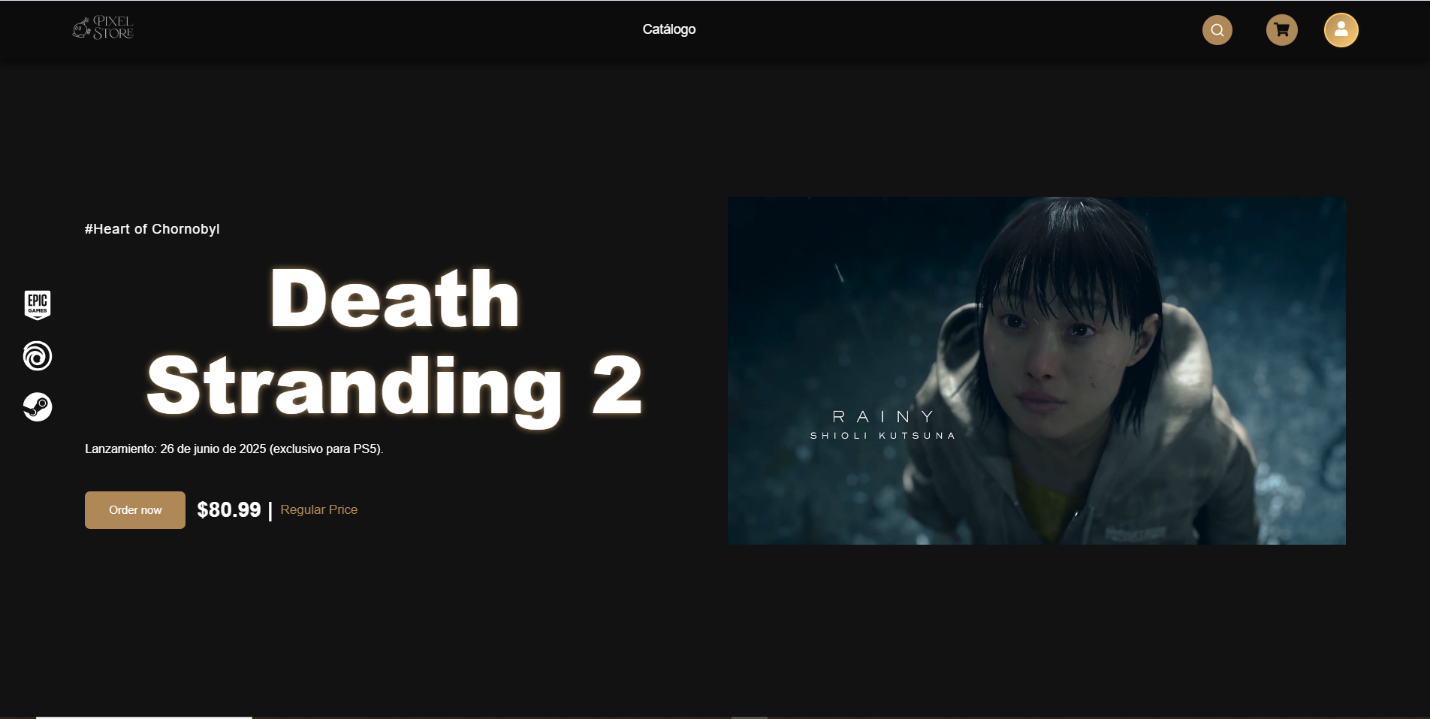 PIXEL
STORE
Catálogo
#Heart of Chornobyl
EPIC
GAMES
Death
Stranding 2
Lanzamiento: 26 de junio de 2025 (exclusivo para PS5).
Order now
$80.99 |
Regular Price
RAINY
SHIOLI KUTSUNA